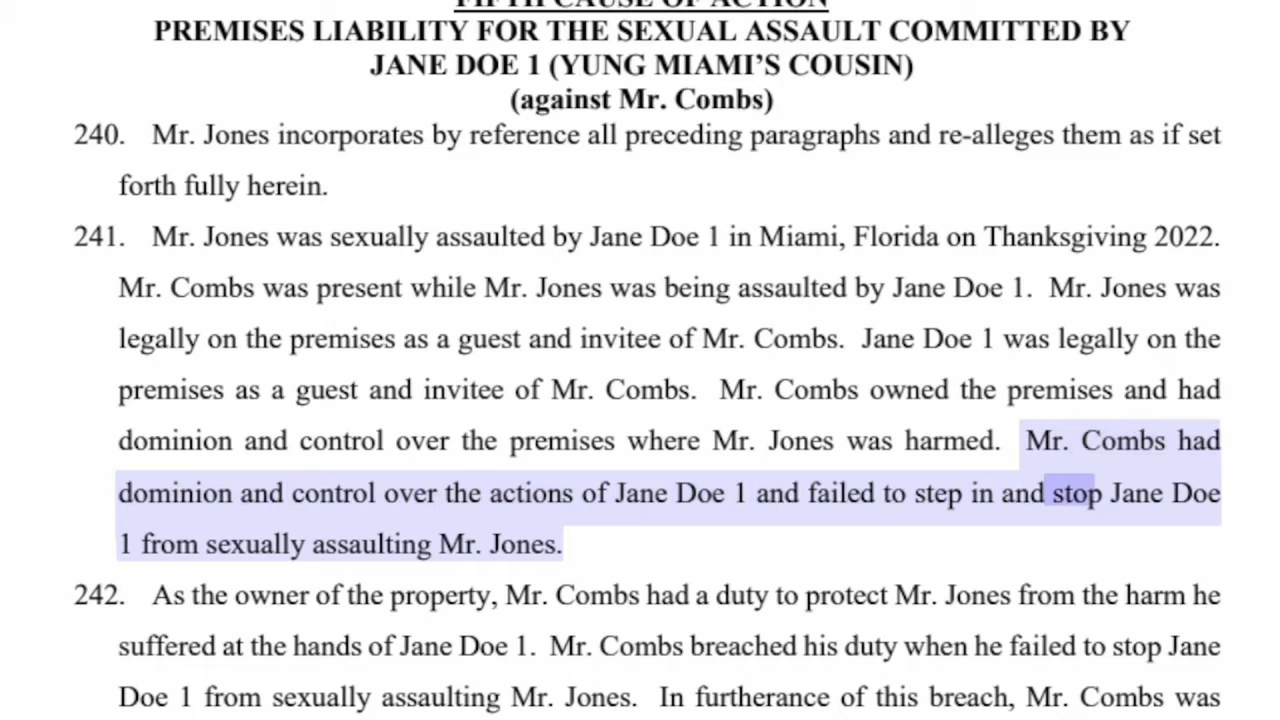 FIFTH CAUSE OF ACTION
PREMISES LIABILITY FOR THE SEXUAL ASSAULT COMMITTED BY
JANE DOE 1 (YUNG MIAMI'S COUSIN)
(against Mr. Combs)
240. Mr. Jones incorporates by reference all preceding paragraphs and re-alleges them as if set
forth fully herein.
241. Mr. Jones was sexually assaulted by Jane Doe 1 in Miami, Florida on Thanksgiving 2022.
Mr. Combs was present while Mr. Jones was being assaulted by Jane Doe 1. Mr. Jones was
legally on the premises as a guest and invitee of Mr. Combs. Jane Doe 1 was legally on the
premises as a guest and invitee of Mr. Combs. Mr. Combs owned the premises and had
dominion and control over the premises where Mr. Jones was harmed. Mr. Combs had
dominion and control over the actions of Jane Doe 1 and failed to step in and stop Jane Doe
1 from sexually assaulting Mr. Jones.
242. As the owner of the property, Mr. Combs had a duty to protect Mr. Jones from the harm he
suffered at the hands of Jane Doe 1. Mr. Combs breached his duty when he failed to stop Jane
Doe 1 from sexually assaulting Mr. Jones. In furtherance of this breach, Mr. Combs was